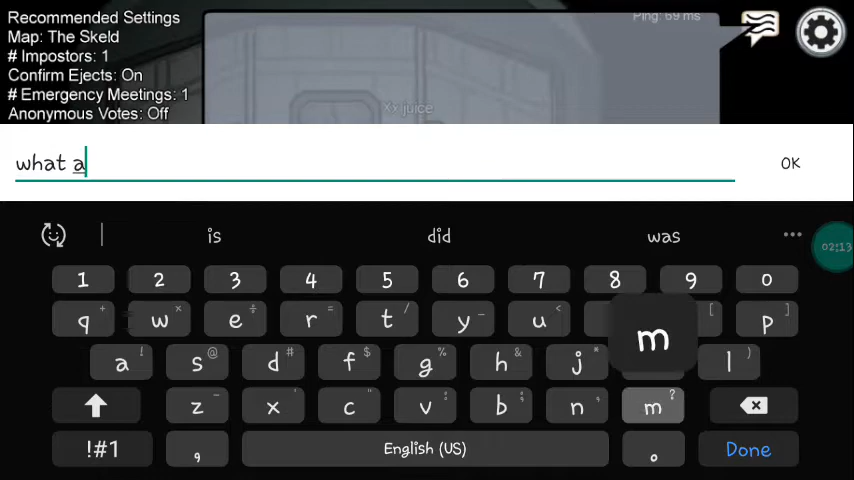 Recommended Settings
Map: The Skeld
# Impostors: 1
Confirm Ejects: On
# Emergency Meetings: 1
Anonymous Votes: Off
Ping: 69 ms
Xx juice
what a
OK
is did was •••
02:13
1 2 3 4 5 6 7 8 9 0
q + w × e ÷ r = t / y _ u < [ p ]
m
a ! s @ d # f $ g % h & j * l )
z - x ' c " v : b ; n , m ?
!#1 , English (US) . Done